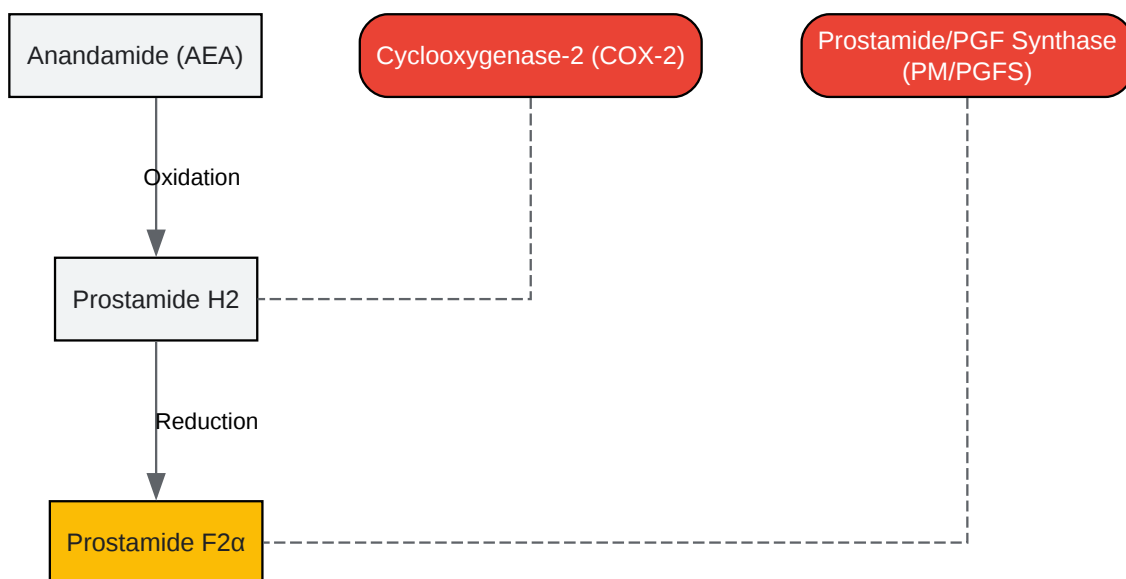 Anandamide (AEA)
Cyclooxygenase-2 (COX-2)
Prostamide/PGF Synthase
(PM/PGFS)
Oxidation
Prostamide H2
Reduction
Prostamide F2α